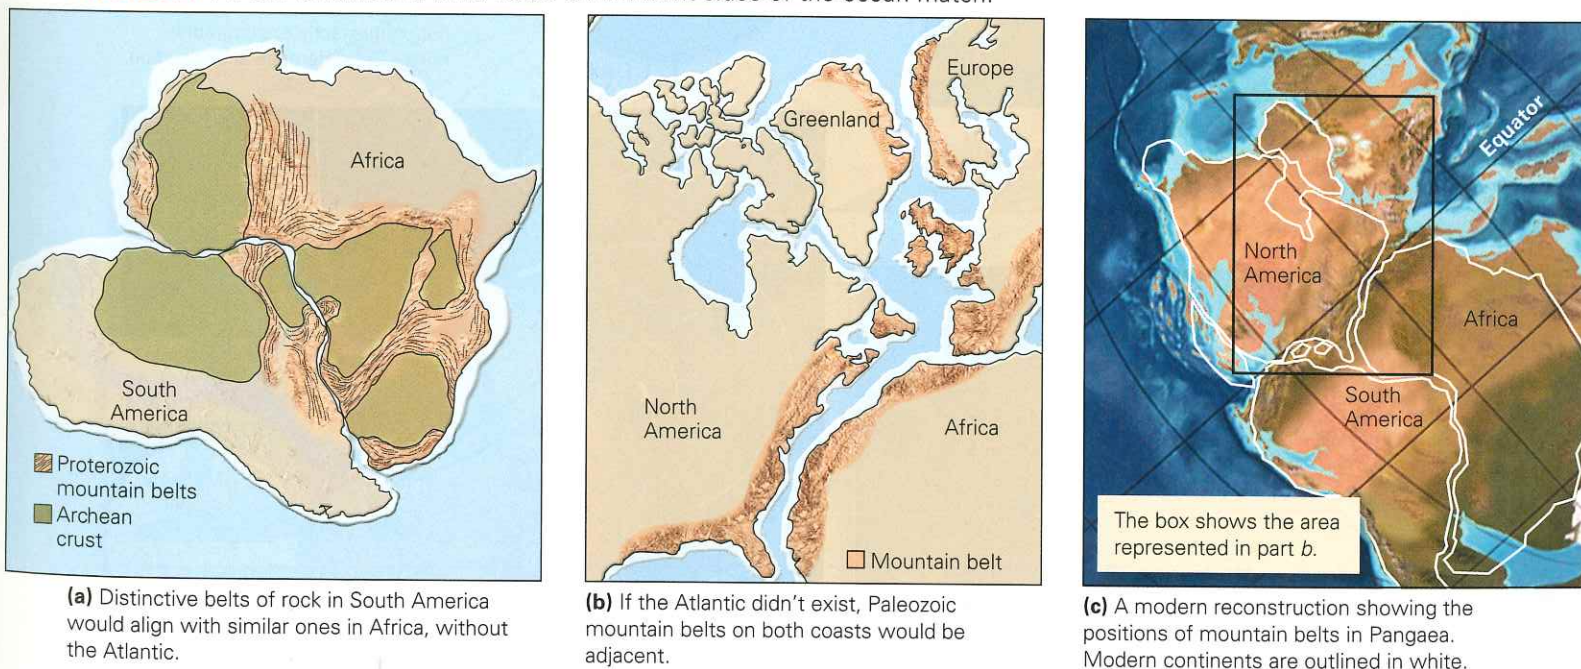 Africa
South
America
Proterozoic
mountain belts
Archean
crust
(a) Distinctive belts of rock in South America
would align with similar ones in Africa, without
the Atlantic.
Europe
Greenland
North
America
Africa
Mountain belt
(b) If the Atlantic didn't exist, Paleozoic
mountain belts on both coasts would be
adjacent.
Equator
North
America
Africa
South
America
The box shows the area
represented in part b.
(c) A modern reconstruction showing the
positions of mountain belts in Pangaea.
Modern continents are outlined in white.